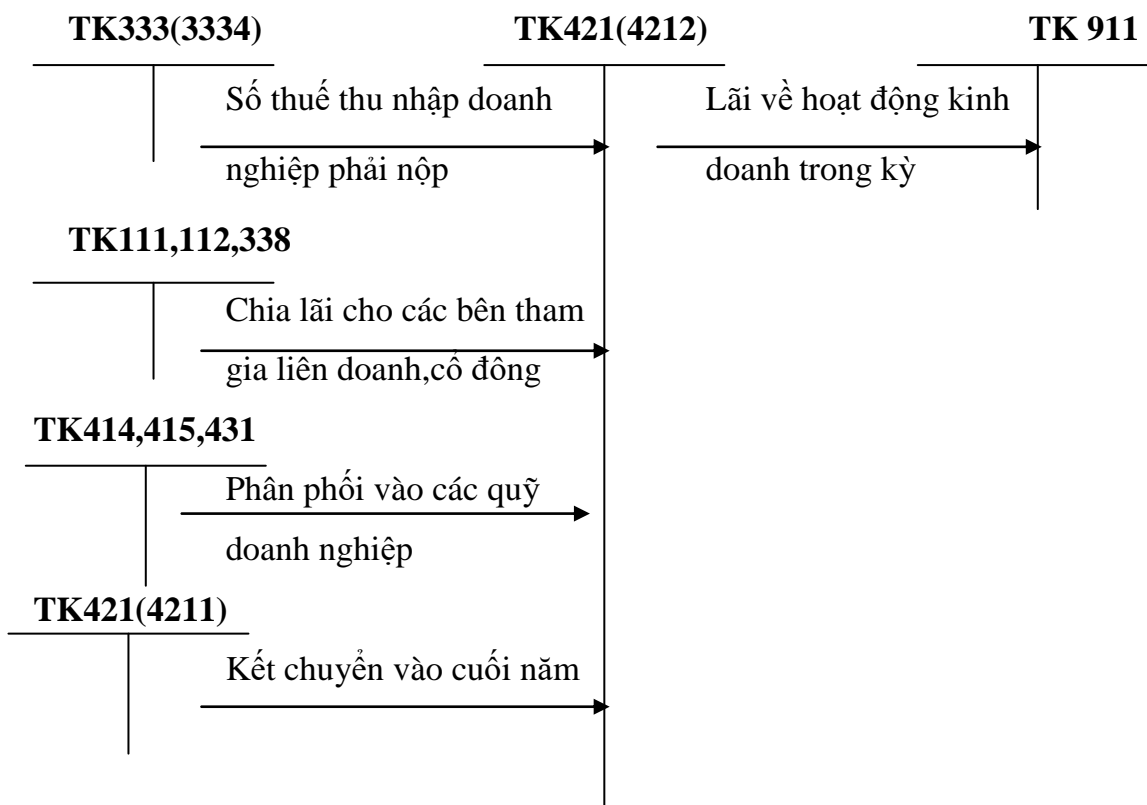 TK333(3334) TK421(4212) TK 911
Số thuế thu nhập doanh
nghiệp phải nộp
Lãi về hoạt động kinh
doanh trong kỳ
TK111,112,338
Chia lãi cho các bên tham
gia liên doanh,cổ đông
TK414,415,431
Phân phối vào các quỹ
doanh nghiệp
TK421(4211)
Kết chuyển vào cuối năm